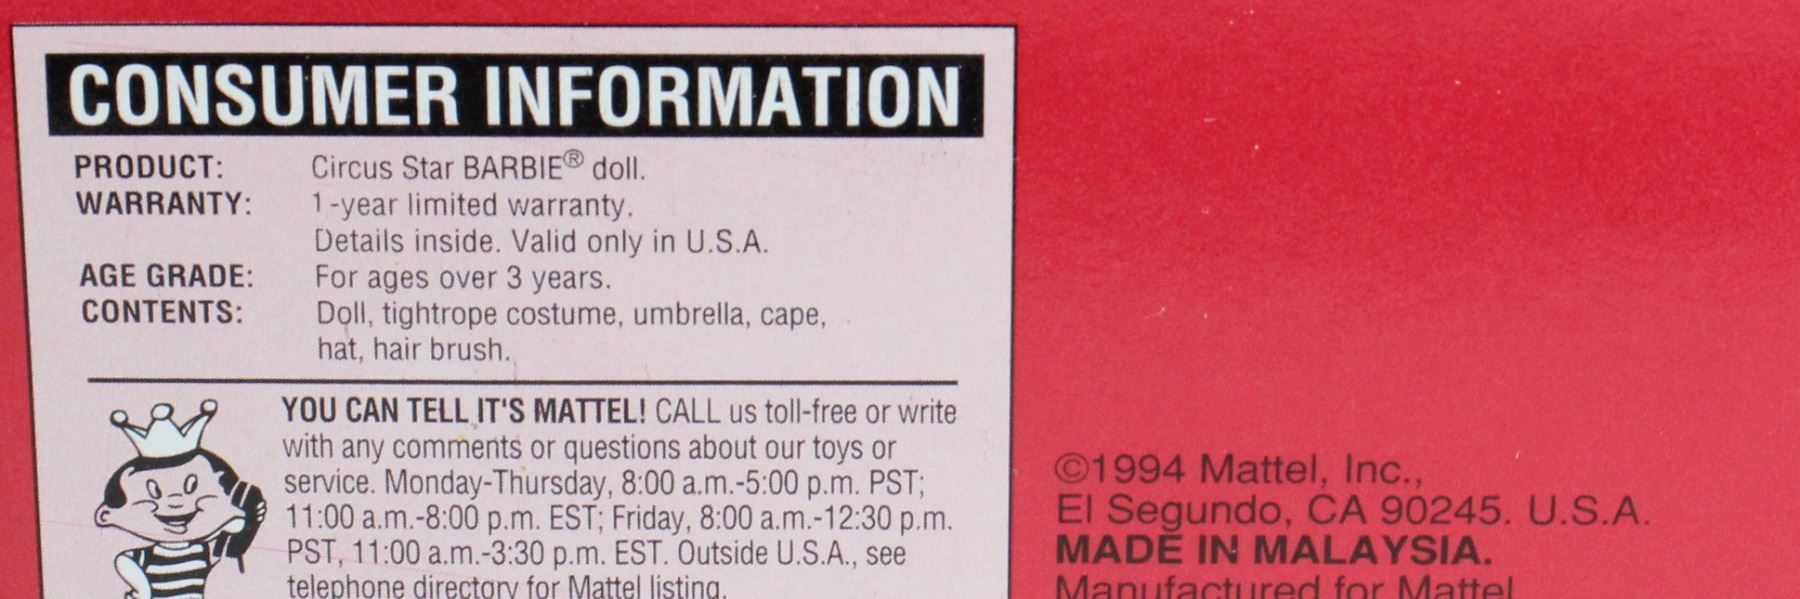 CONSUMER INFORMATION
PRODUCT: Circus Star BARBIE® doll.
WARRANTY: 1-year limited warranty.
Details inside. Valid only in U.S.A.
AGE GRADE: For ages over 3 years.
CONTENTS: Doll, tightrope costume, umbrella, cape,
hat, hair brush.
YOU CAN TELL IT'S MATTEL! CALL us toll-free or write
with any comments or questions about our toys or
service. Monday-Thursday, 8:00 a.m.-5:00 p.m. PST;
11:00 a.m.-8:00 p.m. EST; Friday, 8:00 a.m.-12:30 p.m.
PST, 11:00 a.m.-3:30 p.m. EST. Outside U.S.A., see
telephone directory for Mattel listing.
©1994 Mattel, Inc.,
El Segundo, CA 90245. U.S.A.
MADE IN MALAYSIA.
Manufactured for Mattel